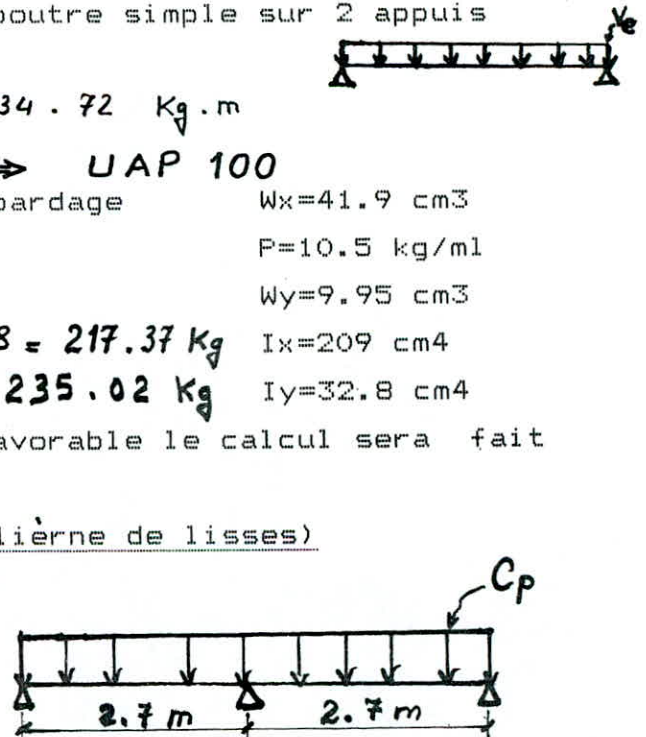 poutre simple sur 2 appuis
Ve
34.72 Kg.m
⇒ UAP 100
bardage Wx=41.9 cm3
P=10.5 kg/ml
Wy=9.95 cm3
8 = 217.37 Kg Ix=209 cm4
235.02 Kg Iy=32.8 cm4
avorable le calcul sera fait
lièrne de lisses)
Cp
2.7 m 2.7 m